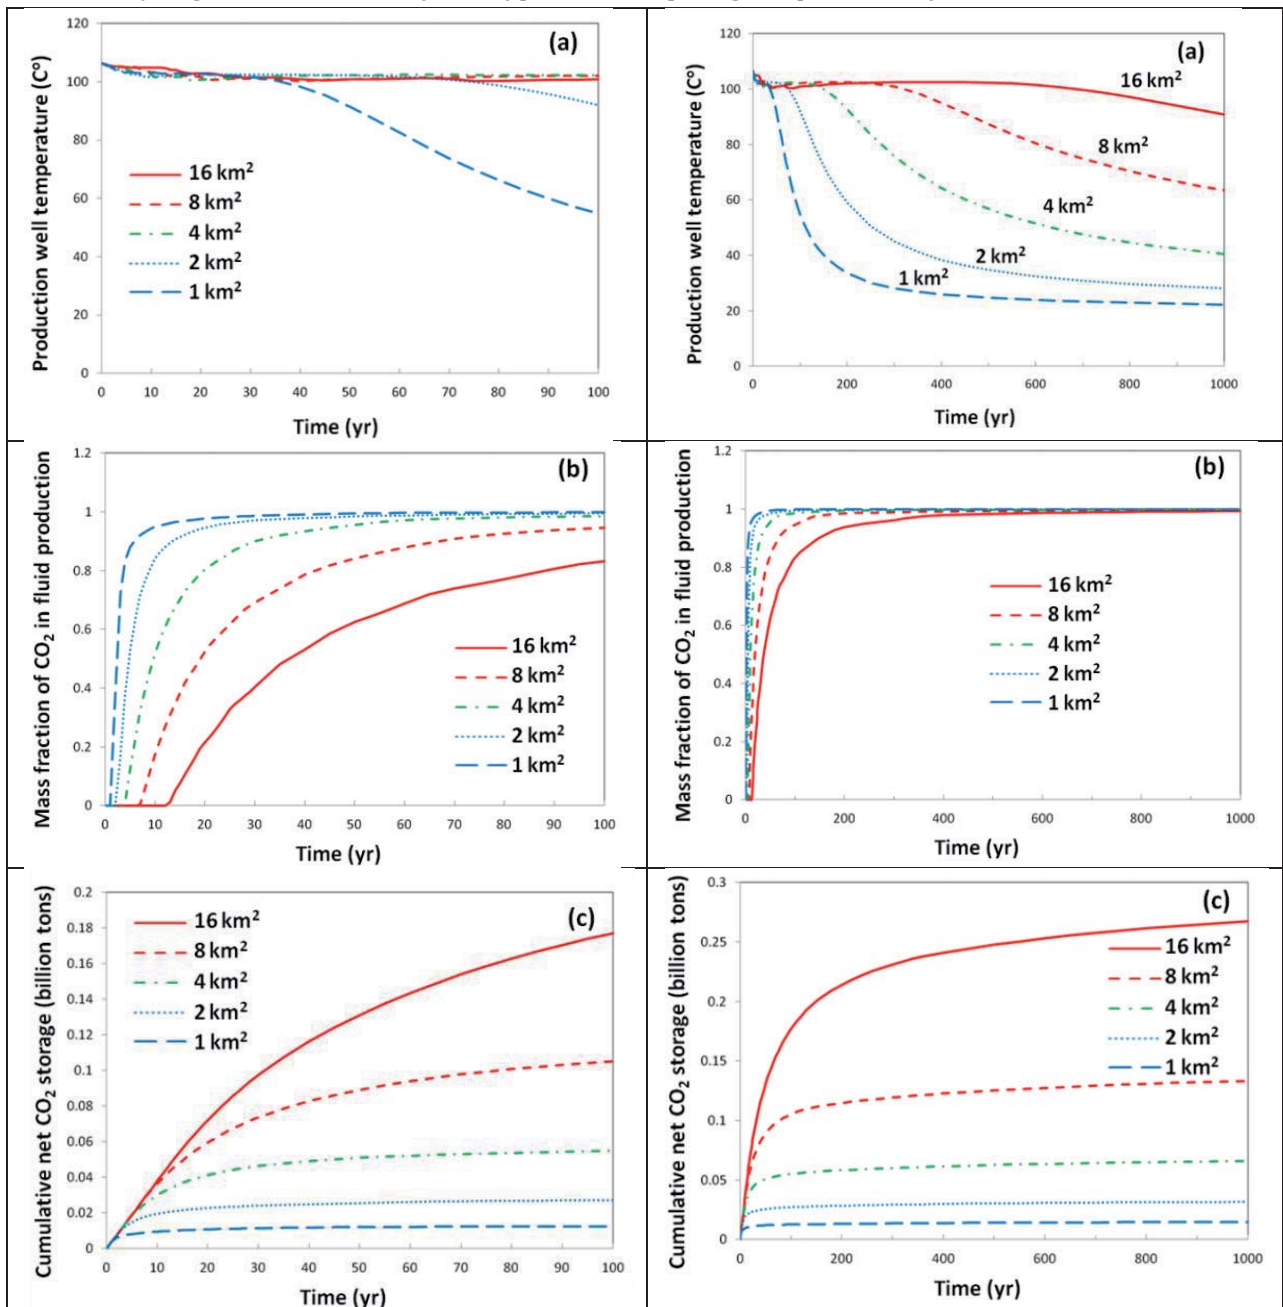 (a)
Production well temperature (C°)
120
100
80
60
40
20
0
16 km²
8 km²
4 km²
2 km²
1 km²
0 10 20 30 40 50 60 70 80 90 100
Time (yr)
(a)
Production well temperature (C°)
120
100
80
60
40
20
0
16 km²
8 km²
4 km²
2 km²
1 km²
0 200 400 600 800 1000
Time (yr)
(b)
Mass fraction of CO₂ in fluid production
1.2
1
0.8
0.6
0.4
0.2
0
16 km²
8 km²
4 km²
2 km²
1 km²
0 10 20 30 40 50 60 70 80 90 100
Time (yr)
(b)
Mass fraction of CO₂ in fluid production
1.2
1
0.8
0.6
0.4
0.2
0
16 km²
8 km²
4 km²
2 km²
1 km²
0 200 400 600 800 1000
Time (yr)
(c)
Cumulative net CO₂ storage (billion tons)
0.2
0.18
0.16
0.14
0.12
0.1
0.08
0.06
0.04
0.02
0
16 km²
8 km²
4 km²
2 km²
1 km²
0 10 20 30 40 50 60 70 80 90 100
Time (yr)
(c)
Cumulative net CO₂ storage (billion tons)
0.3
0.25
0.2
0.15
0.1
0.05
0
16 km²
8 km²
4 km²
2 km²
1 km²
0 200 400 600 800 1000
Time (yr)